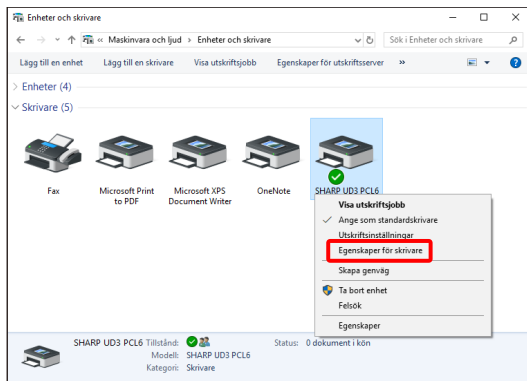 Enheter och skrivare
« Maskinvara och ljud » Enheter och skrivare
Sök i Enheter och skrivare
Lägg till en enhet Lägg till en skrivare Visa utskriftsjobb Egenskaper för utskriftsserver »
Enheter (4)
Skrivare (5)
Fax
Microsoft Print
to PDF
Microsoft XPS
Document Writer
OneNote
SHARP UD3 PCL6
Visa utskriftsjobb
Ange som standardskrivare
Utskriftsinställningar
Egenskaper för skrivare
Skapa genväg
Ta bort enhet
Felsök
Egenskaper
SHARP UD3 PCL6 Tillstånd: Status: 0 dokument i kön
Modell: SHARP UD3 PCL6
Kategori: Skrivare